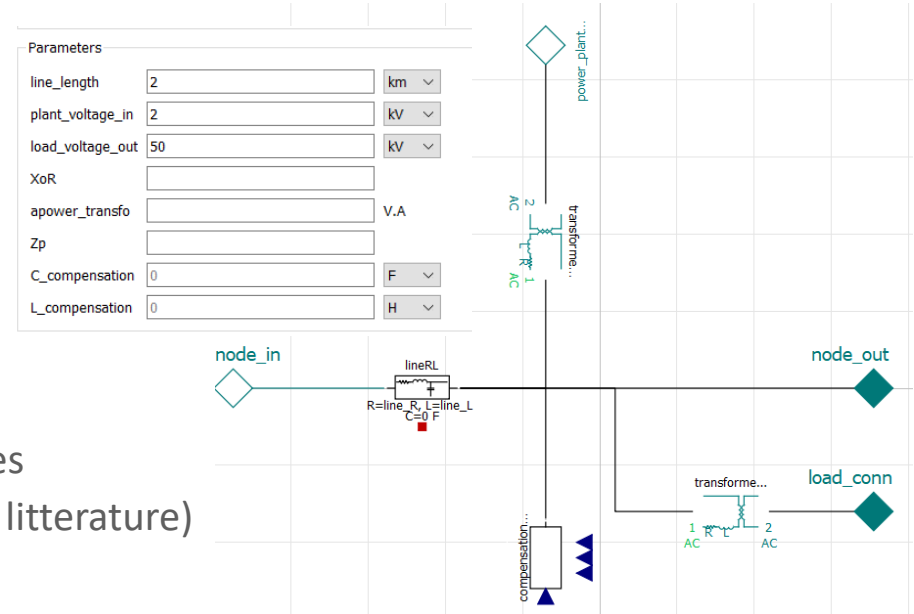 Parameters
line_length 2 km
plant_voltage_in 2 kV
load_voltage_out 50 kV
XoR
apower_transfo V.A
Zp
C_compensation 0 F
L_compensation 0 H
power_plant...
AC 2
transforme...
L R
AC 1
node_in
lineRL
R=line_R, L=line_L
C=0 F
node_out
es
litterature)
transforme...
load_conn
1 R L 2
AC AC
compensation...